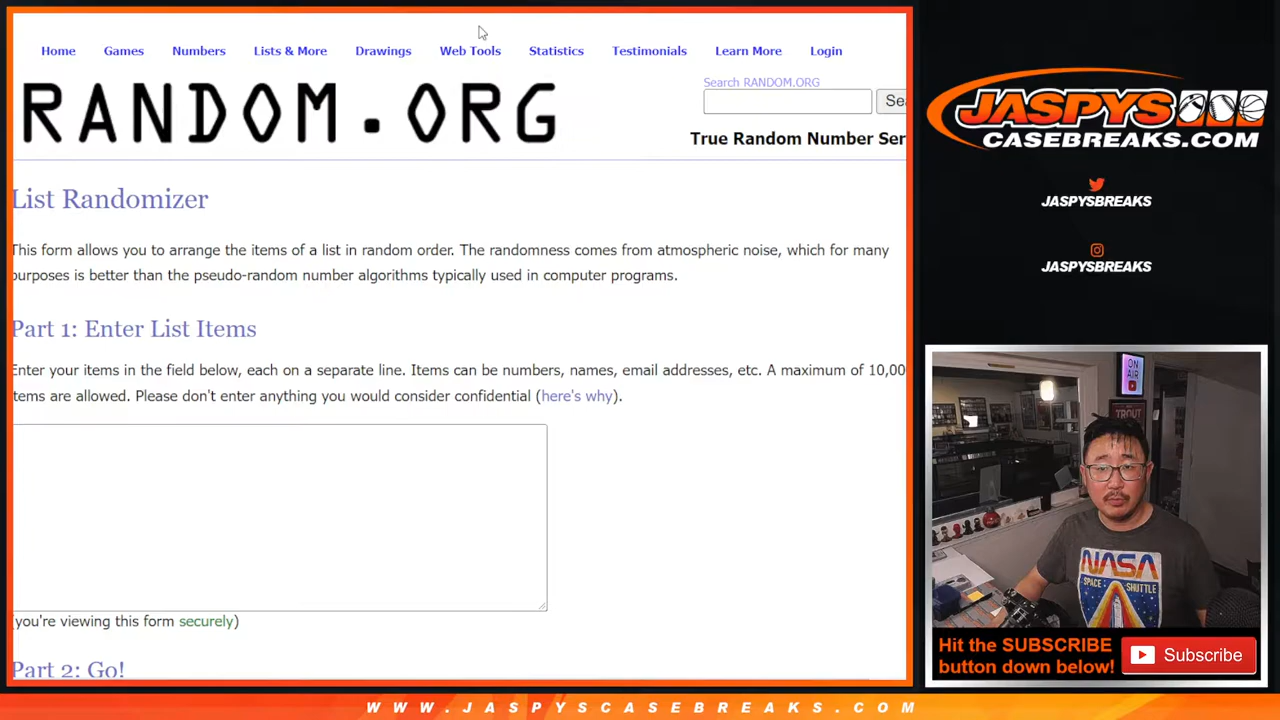 Home Games Numbers Lists & More Drawings Web Tools Statistics Testimonials Learn More Login
RANDOM.ORG
Search RANDOM.ORG
Sea
True Random Number Ser
List Randomizer
This form allows you to arrange the items of a list in random order. The randomness comes from atmospheric noise, which for many
purposes is better than the pseudo-random number algorithms typically used in computer programs.
Part 1: Enter List Items
Enter your items in the field below, each on a separate line. Items can be numbers, names, email addresses, etc. A maximum of 10,00
items are allowed. Please don't enter anything you would consider confidential (here's why).
(you're viewing this form securely)
Part 2: Go!
JASPYS
CASEBREAKS.COM
JASPYSBREAKS
JASPYSBREAKS
ON
AIR
TROUT
NASA
SPACE SHUTTLE
Hit the SUBSCRIBE
button down below!
Subscribe
WWW.JASPYSCASEBREAKS.COM